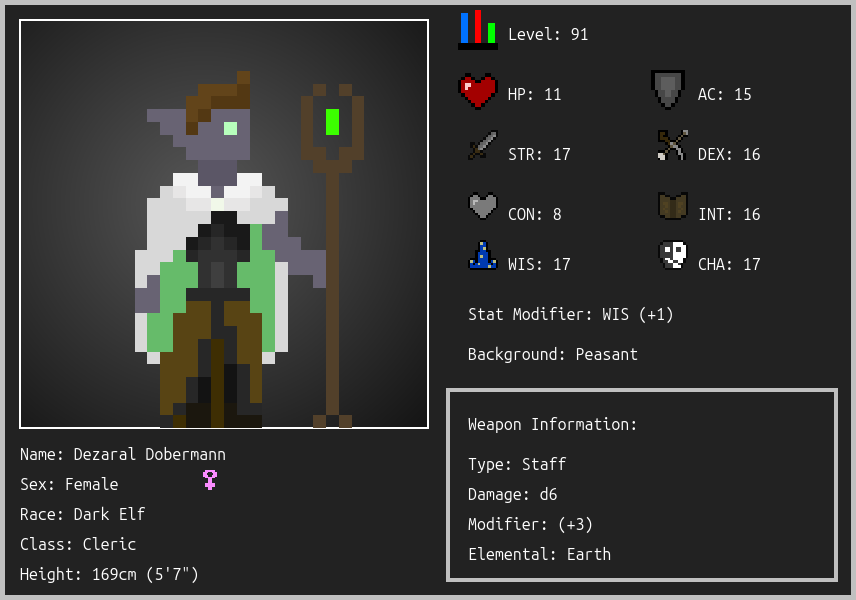 Level: 91
HP: 11
AC: 15
STR: 17
DEX: 16
CON: 8
INT: 16
WIS: 17
CHA: 17
Stat Modifier: WIS (+1)
Background: Peasant
Weapon Information:
Type: Staff
Damage: d6
Modifier: (+3)
Elemental: Earth
Name: Dezaral Dobermann
Sex: Female
Race: Dark Elf
Class: Cleric
Height: 169cm (5'7")